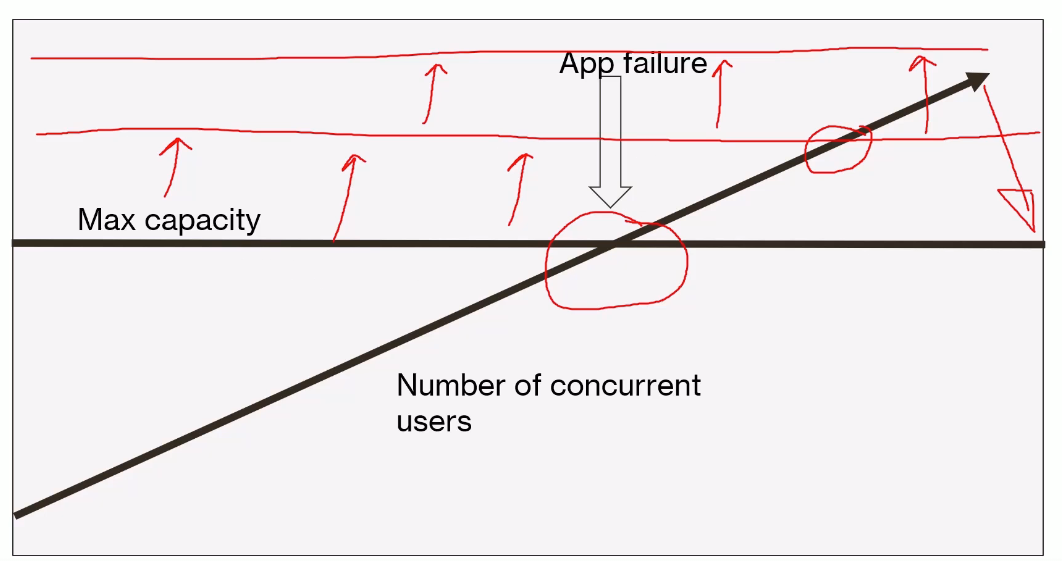 App failure
Max capacity
Number of concurrent
users